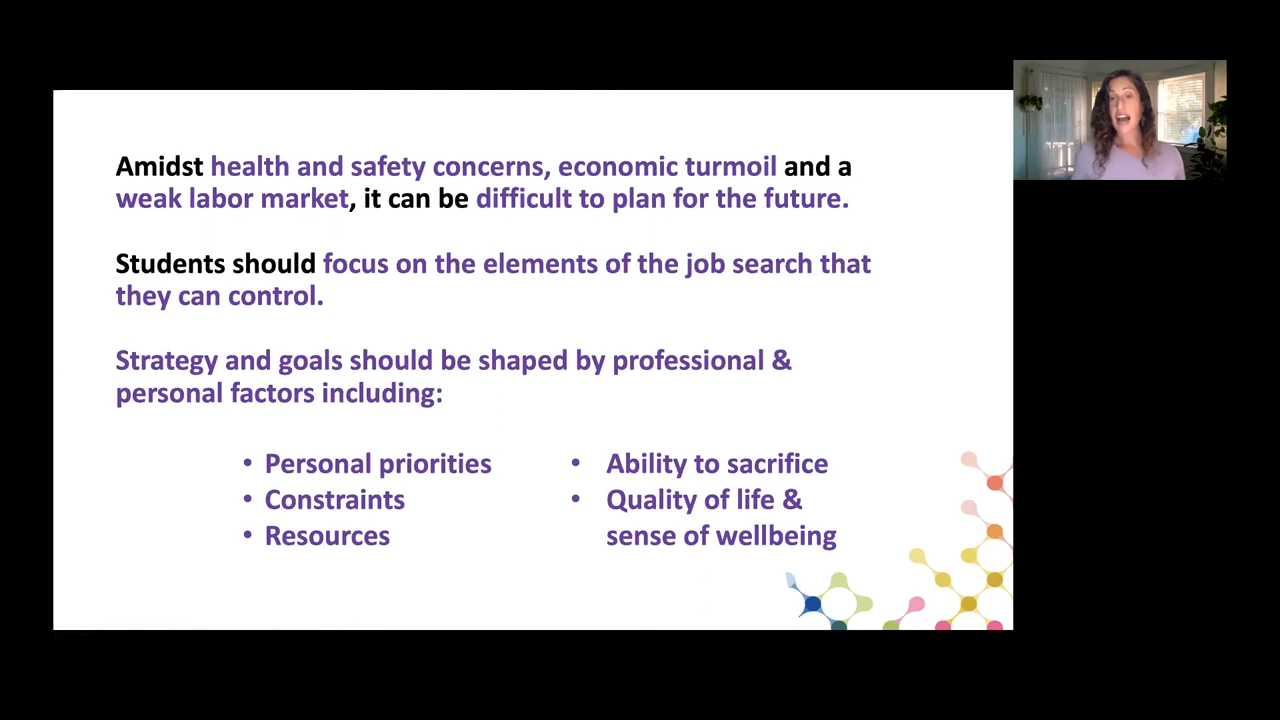 Amidst health and safety concerns, economic turmoil and a
weak labor market, it can be difficult to plan for the future.
Students should focus on the elements of the job search that
they can control.
Strategy and goals should be shaped by professional &
personal factors including:
• Personal priorities
• Constraints
• Resources
• Ability to sacrifice
• Quality of life &
sense of wellbeing